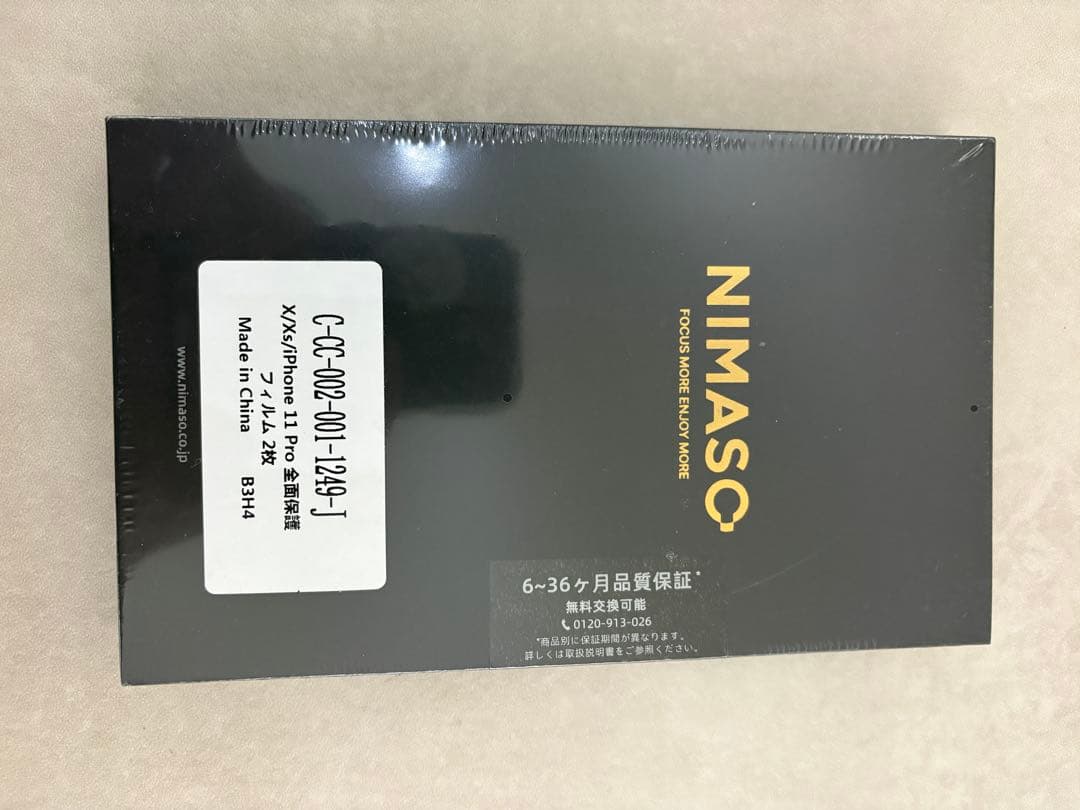 NIMASO
FOCUS MORE ENJOY MORE
6~36ヶ月品質保証*
無料交換可能
0120-913-026
*商品別に保証期間が異なります。
詳しくは取扱説明書をご参照ください。
C-CC-002-001-1249-J
X/Xs/iPhone 11 Pro 全面保護
フィルム 2枚
Made in China B3H4
www.nimaso.co.jp